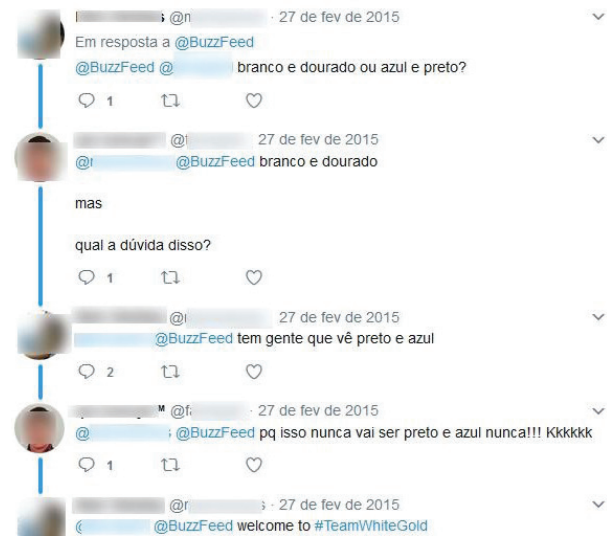 · 27 de fev de 2015
Em resposta a @BuzzFeed
@BuzzFeed @ branco e dourado ou azul e preto?
1
27 de fev de 2015
@BuzzFeed branco e dourado
mas
qual a dúvida disso?
1
· 27 de fev de 2015
@BuzzFeed tem gente que vê preto e azul
2
· 27 de fev de 2015
@ @BuzzFeed pq isso nunca vai ser preto e azul nunca!!! Kkkkkk
1
· 27 de fev de 2015
@BuzzFeed welcome to #TeamWhiteGold